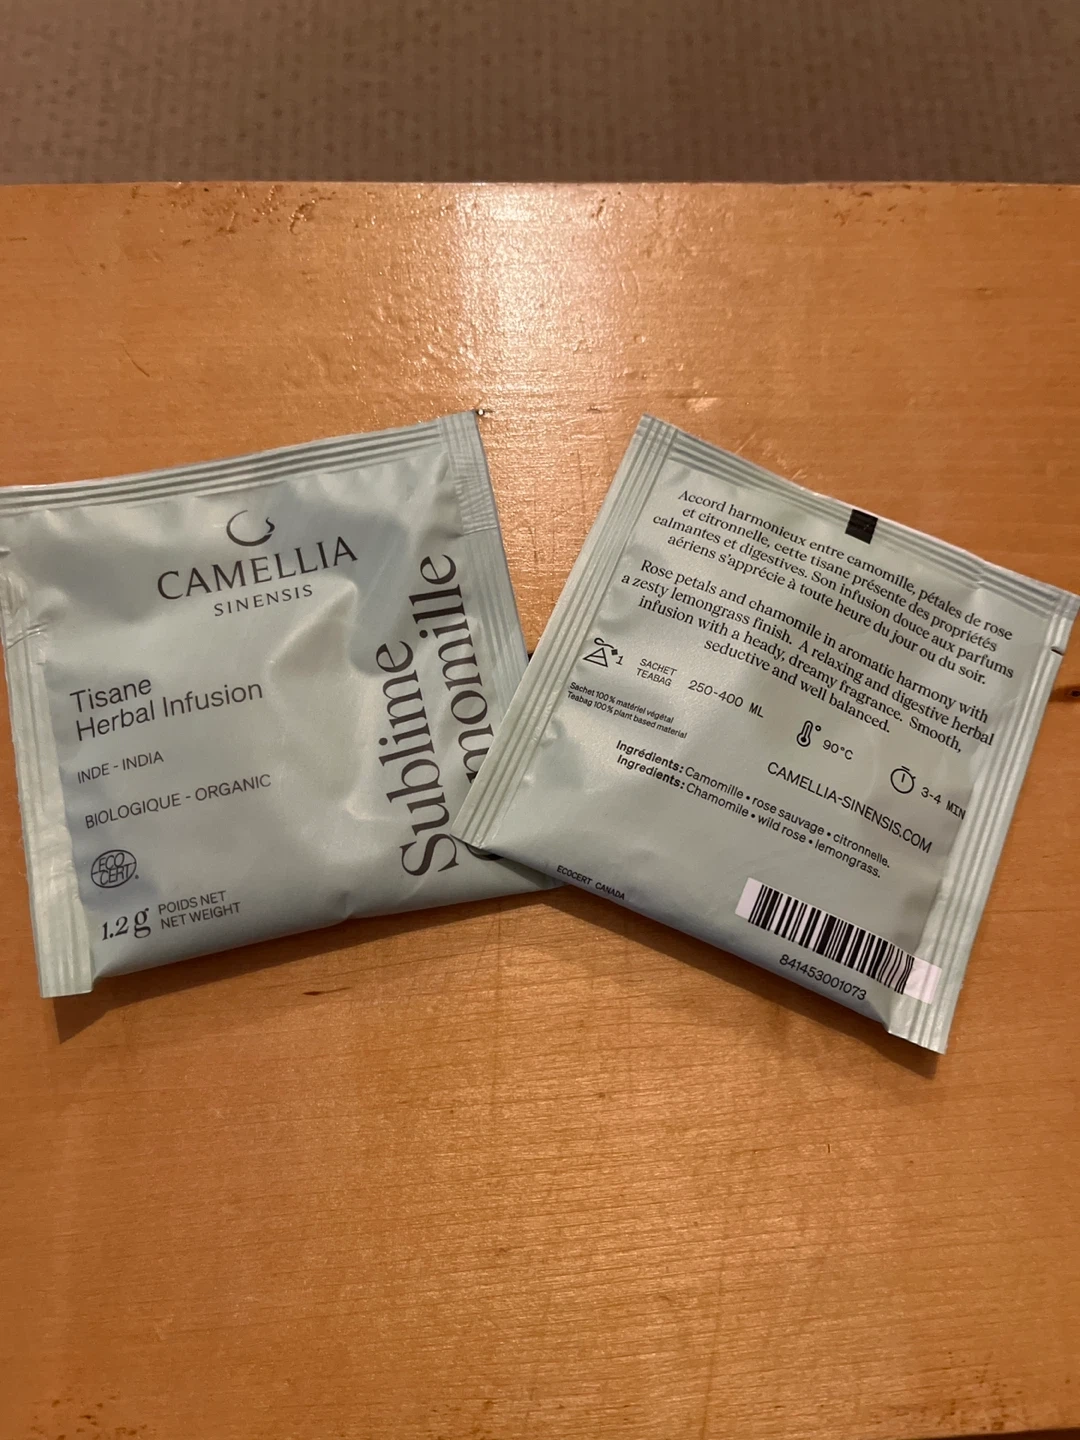 CAMELLIA
SINENSIS
Tisane
Herbal Infusion
INDE - INDIA
BIOLOGIQUE - ORGANIC
ECO
CERT
1.2 g
POIDS NET
NET WEIGHT
Sublime
momille
Accord harmonieux entre camomille, pétales de rose
et citronnelle, cette tisane présente des propriétés
calmantes et digestives. Son infusion douce aux parfums
aériens s'apprécie à toute heure du jour ou du soir.
Rose petals and chamomile in aromatic harmony with
a zesty lemongrass finish. A relaxing and digestive herbal
infusion with a heady, dreamy fragrance. Smooth,
seductive and well balanced.
1
SACHET
TEABAG
250-400 ML
90°C
3-4 MIN
Sachet 100% matériel végétal
Teabag 100% plant based material
CAMELLIA-SINENSIS.COM
Ingrédients: Camomille • rose sauvage • citronnelle.
Ingredients: Chamomile • wild rose • lemongrass.
ECOCERT CANADA
841453001073